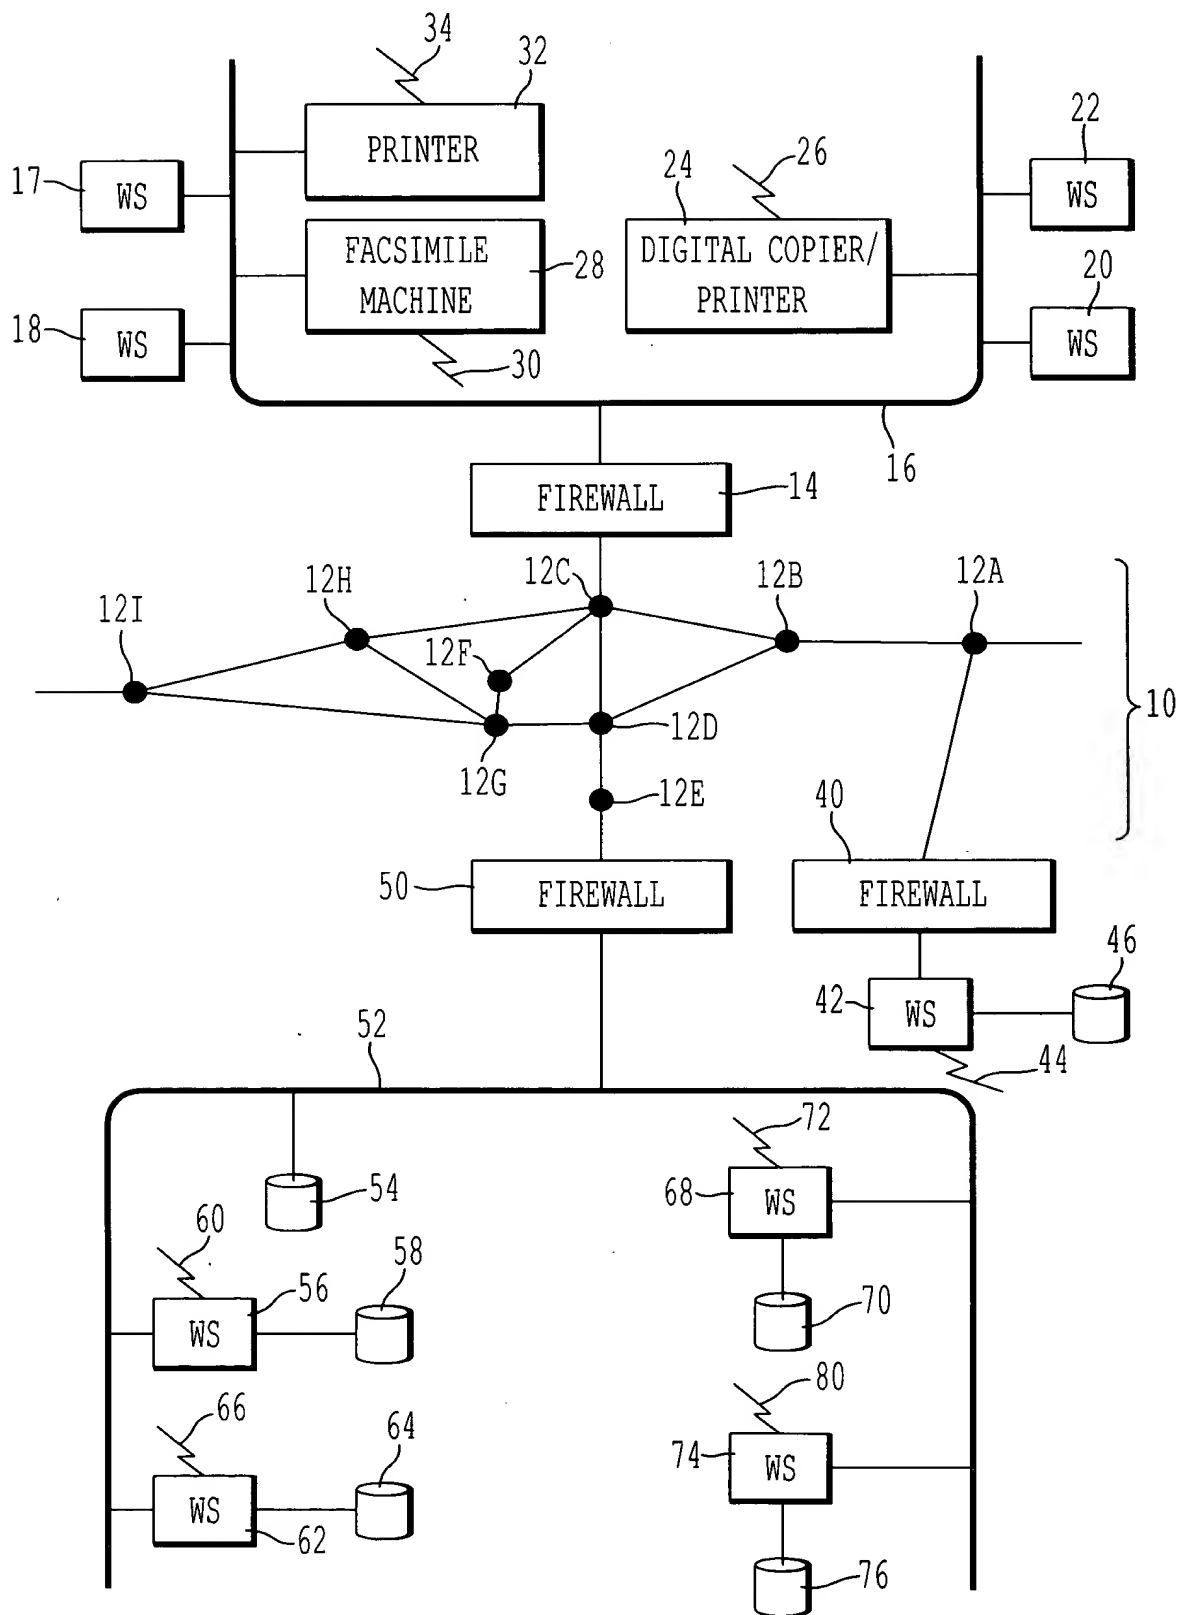 34
32
PRINTER
22
17
WS
24
26
WS
FACSIMILE
MACHINE
28
DIGITAL COPIER/
PRINTER
20
18
WS
WS
30
16
FIREWALL
14
12I
12H
12C
12B
12A
12F
10
12G
12D
12E
40
50
FIREWALL
FIREWALL
46
42
WS
44
52
72
54
68
WS
60
58
56
WS
70
66
64
80
74
WS
WS
62
76